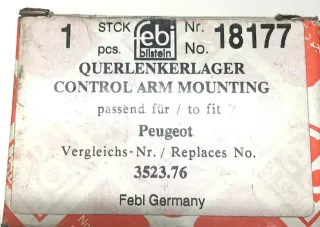 1 STCK pcs. febi bilstein Nr. No. 18177
QUERLENKERLAGER
CONTROL ARM MOUNTING
passend für / to fit
Peugeot
Vergleichs-Nr. / Replaces No.
3523.76
Febl Germany